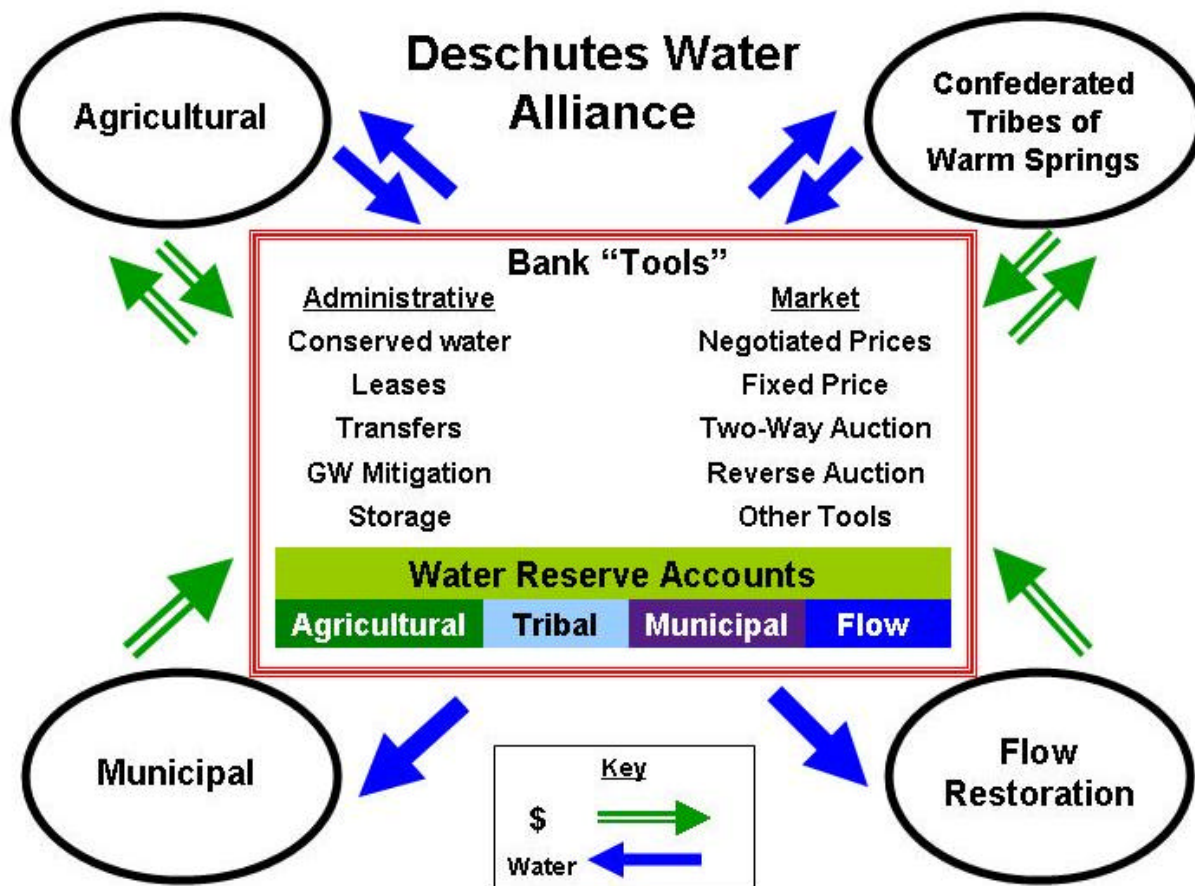 Deschutes Water
Alliance
Agricultural
Confederated
Tribes of
Warm Springs
Bank “Tools”
Administrative
Conserved water
Leases
Transfers
GW Mitigation
Storage
Market
Negotiated Prices
Fixed Price
Two-Way Auction
Reverse Auction
Other Tools
Water Reserve Accounts
Agricultural Tribal Municipal Flow
Municipal
Flow
Restoration
Key
$
Water